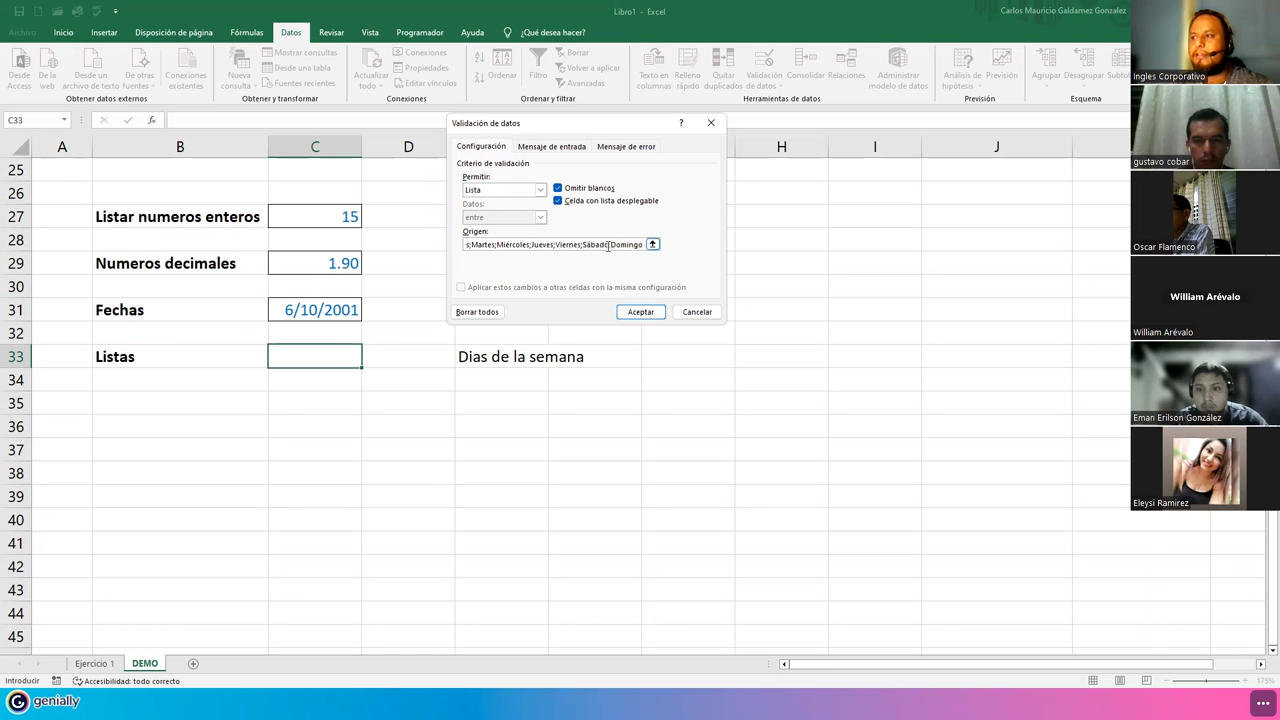 Libro1 - Excel
Carlos Mauricio Galdamez Gonzalez
Archivo Inicio Insertar Disposición de página Fórmulas Datos Revisar Vista Programador Ayuda ¿Qué desea hacer?
Desde Access
De la web
Desde un archivo de texto
De otras fuentes
Conexiones existentes
Nueva consulta
Mostrar consultas
Desde una tabla
Fuentes recientes
Actualizar todo
Conexiones
Propiedades
Editar vínculos
Ordenar
Filtro
Borrar
Volver a aplicar
Avanzadas
Texto en columnas
Relleno rápido
Quitar duplicados
Validación de datos
Consolidar
Relaciones
Administrar modelo de datos
Análisis de hipótesis
Previsión
Agrupar
Desagrupar
Obtener datos externos
Obtener y transformar
Conexiones
Ordenar y filtrar
Herramientas de datos
Previsión
Esquema
C33
fx
A B C D H I J
25
26
27 Listar numeros enteros 15
28
29 Numeros decimales 1.90
30
31 Fechas 6/10/2001
32
33 Listas Dias de la semana
34
35
36
37
38
39
40
41
42
43
44
45
Validación de datos
?
Configuración Mensaje de entrada Mensaje de error
Criterio de validación
Permitir:
Lista
Omitir blancos
Celda con lista desplegable
Datos:
entre
Origen:
s;Martes;Miércoles;Jueves;Viernes;Sábado;Domingo
Aplicar estos cambios a otras celdas con la misma configuración
Borrar todos
Aceptar
Cancelar
Ingles Corporativo
gustavo cobar
Oscar Flamenco
William Arévalo
William Arévalo
Eman Erilson González
Eleysi Ramirez
Ejercicio 1 DEMO
Introducir
Accesibilidad: todo correcto
175%
genially